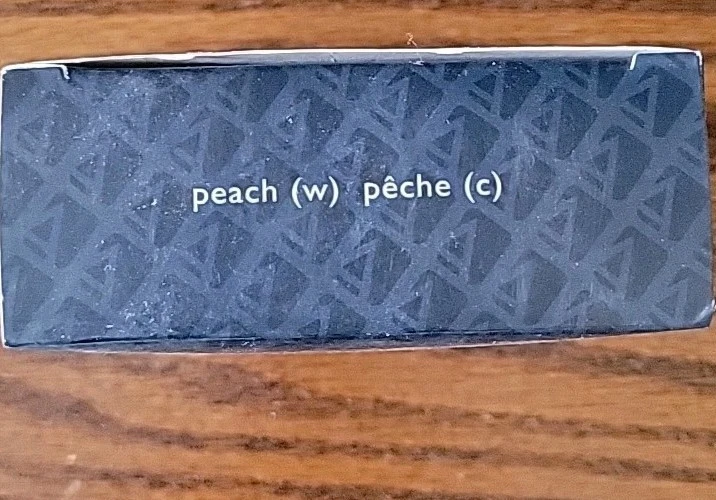 peach (w) pêche (c)